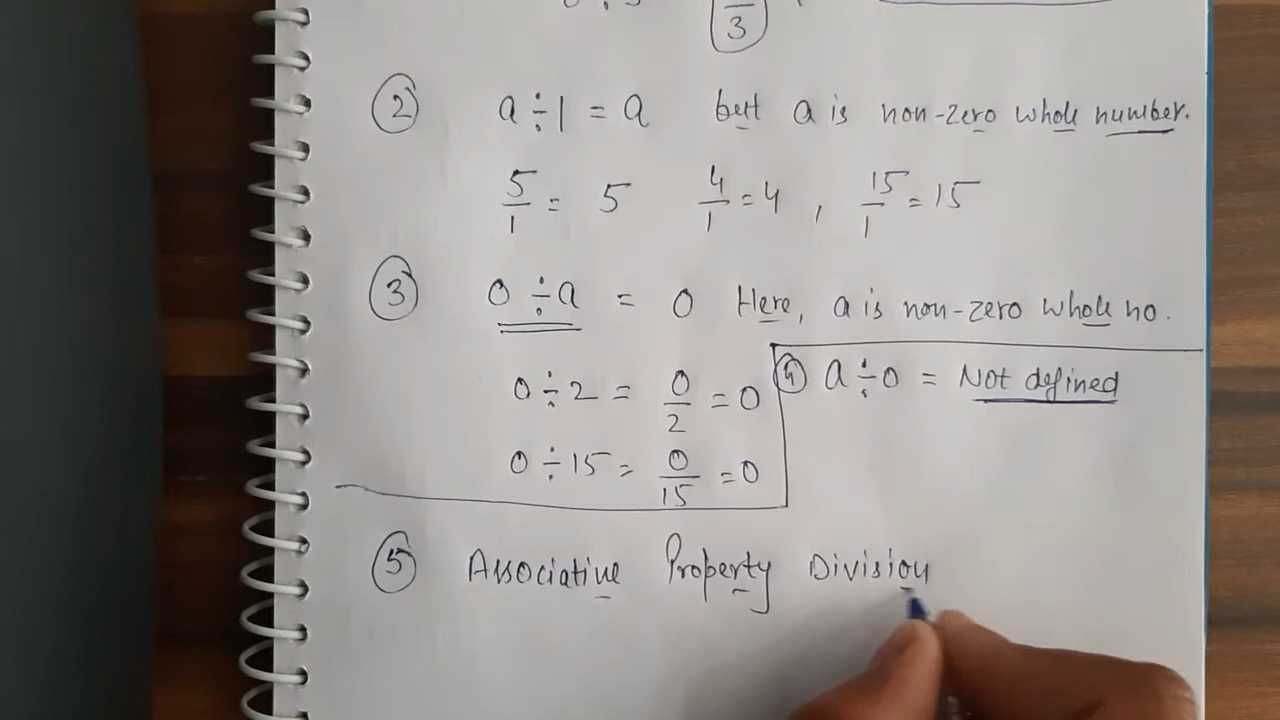 3
② a ÷ 1 = a but a is non-zero whole number.
5/1 = 5 4/1 = 4 , 15/1 = 15
③ 0 ÷ a = 0 Here, a is non-zero whole no.
0 ÷ 2 = 0/2 = 0
④ a ÷ 0 = Not defined
0 ÷ 15 = 0/15 = 0
⑤ Associative Property Division